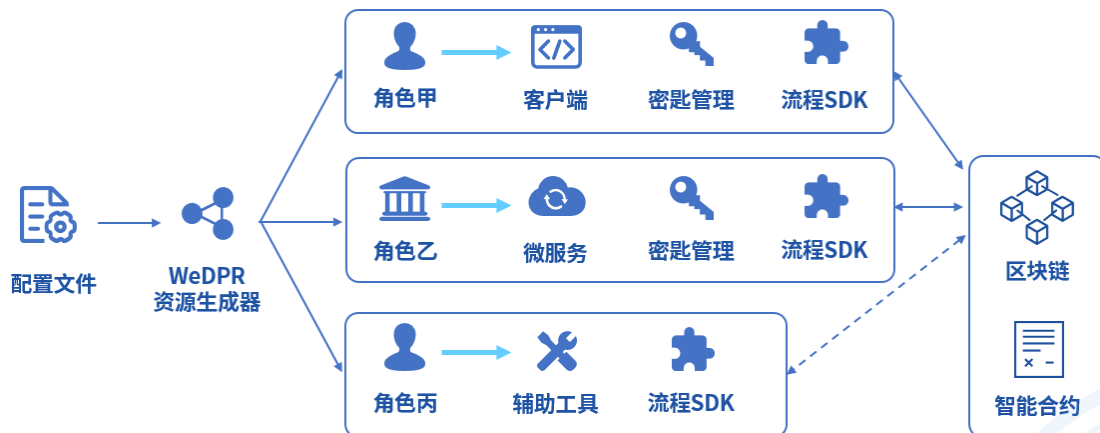 角色甲
客户端
密匙管理
流程SDK
配置文件
WeDPR
资源生成器
角色乙
微服务
密匙管理
流程SDK
角色丙
辅助工具
流程SDK
区块链
智能合约